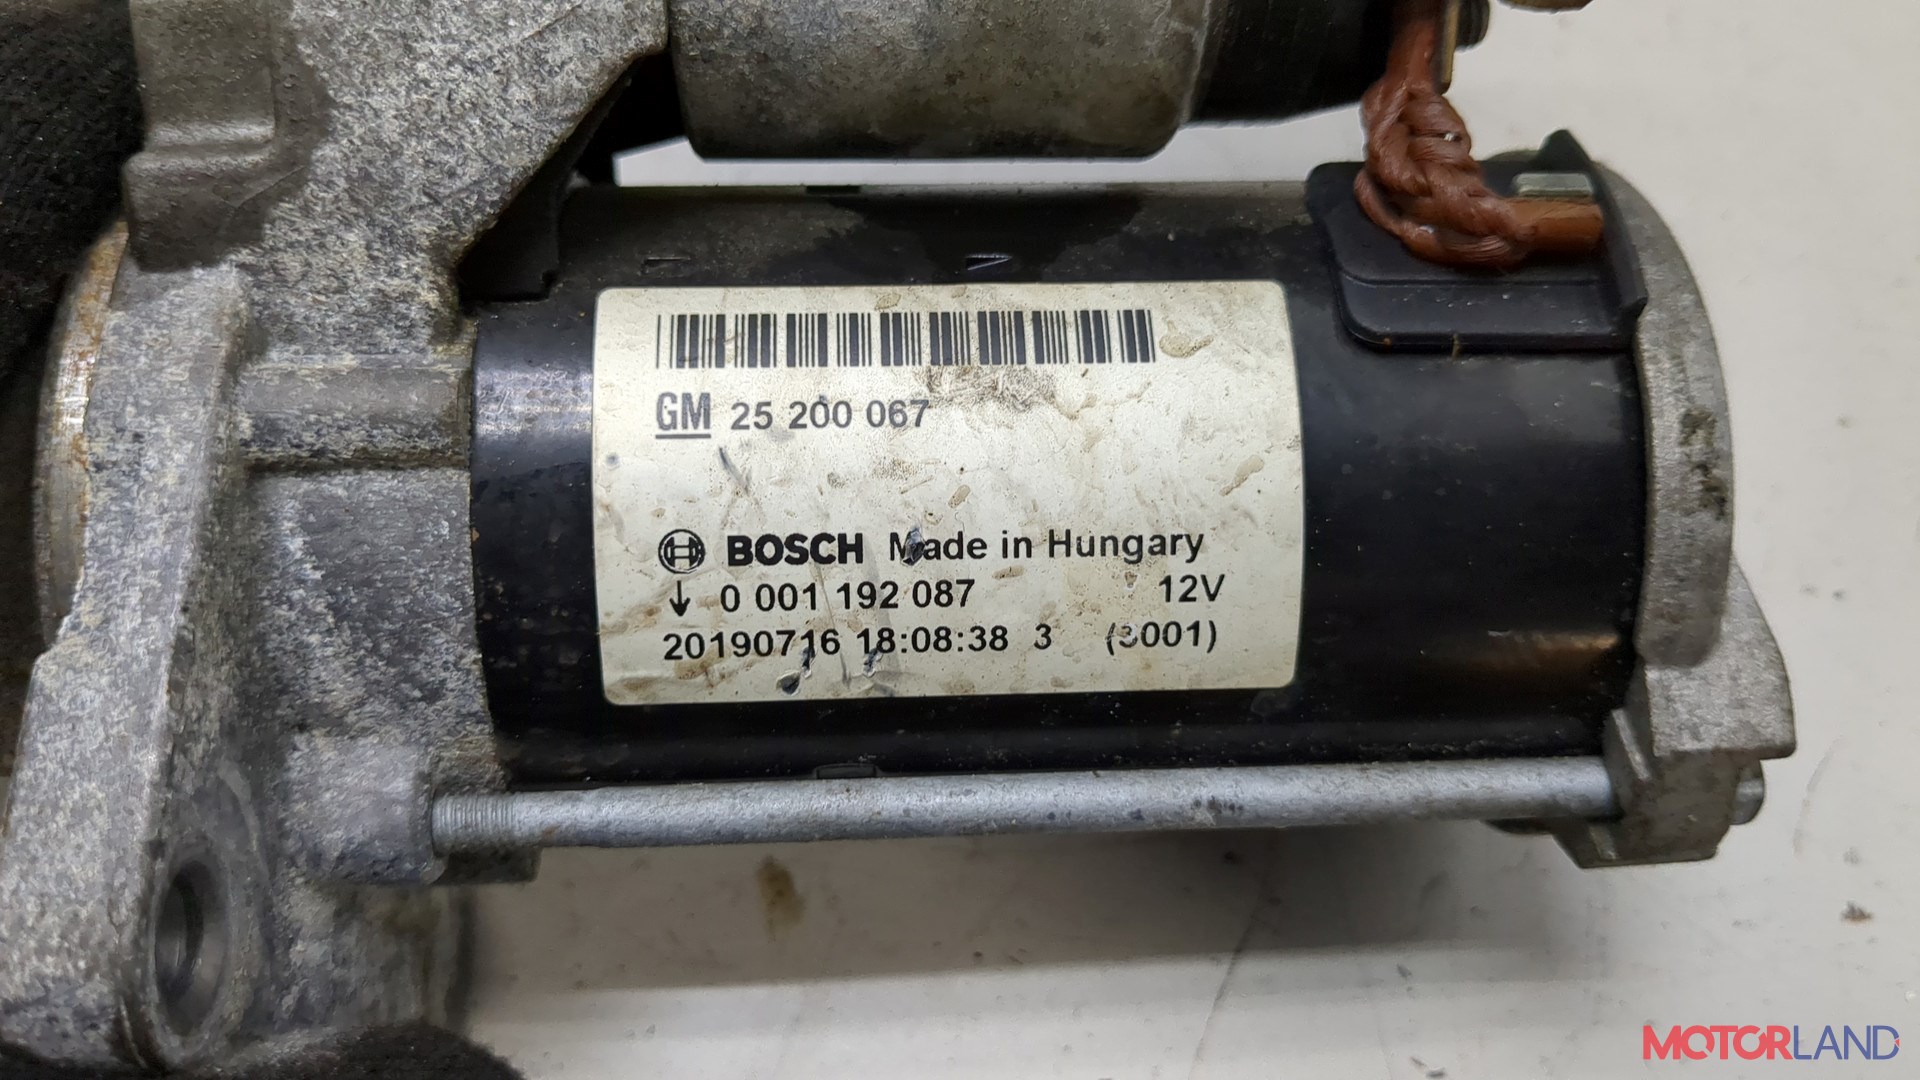 GM 25 200 067
BOSCH Made in Hungary
↓ 0 001 192 087 12V
20190716 18:08:38 3 (3001)
MOTORLAND